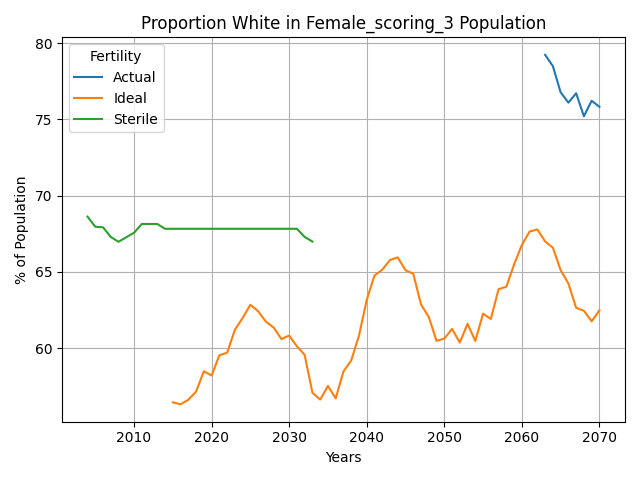 Proportion White in Female_scoring_3 Population
Fertility
Actual
Ideal
Sterile
% of Population
80
75
70
65
60
2010
2020
2030
2040
2050
2060
2070
Years